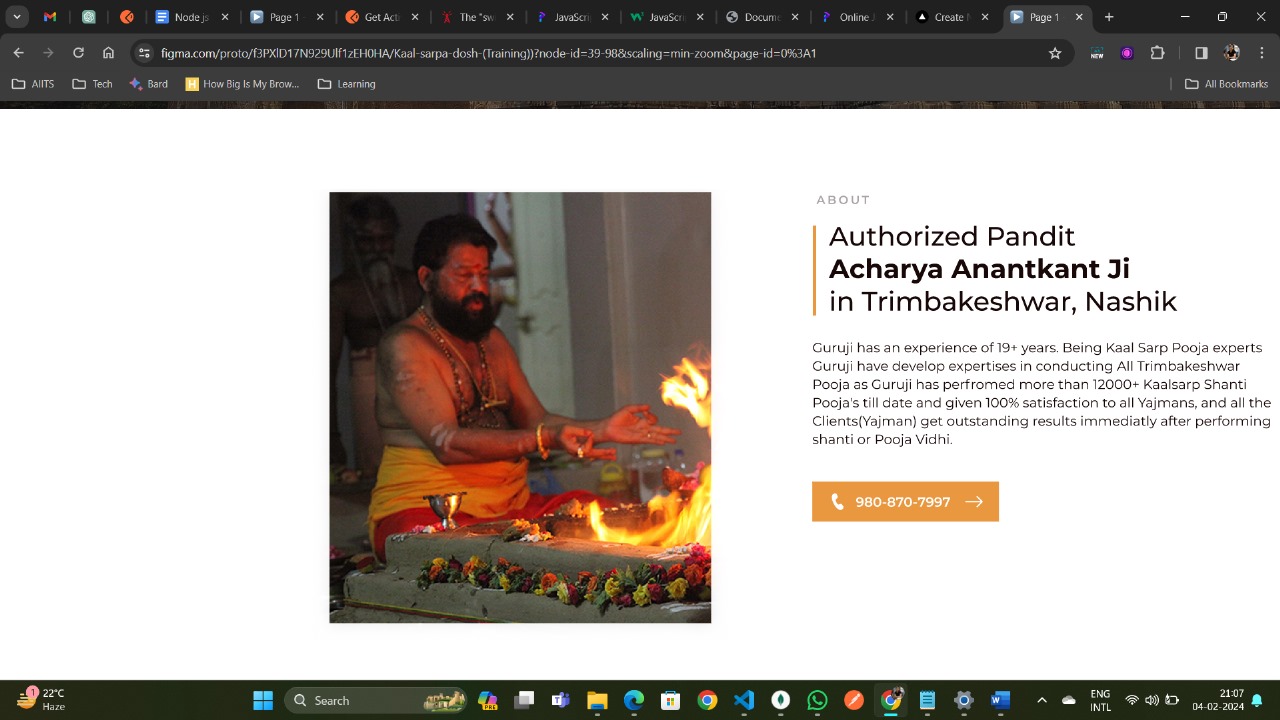 Node.js
Page 1
Get Acti
The "sw
JavaScri
JavaScri
Docume
Online J
Create N
Page 1
figma.com/proto/f3PXlD17N929Ulf1zEH0HA/Kaal-sarpa-dosh-(Training))?node-id=39-98&scaling=min-zoom&page-id=0%3A1
NEW
AIITS
Tech
Bard
How Big Is My Brow...
Learning
All Bookmarks
ABOUT
Authorized Pandit
Acharya Anantkant Ji
in Trimbakeshwar, Nashik
Guruji has an experience of 19+ years. Being Kaal Sarp Pooja experts
Guruji have develop expertises in conducting All Trimbakeshwar
Pooja as Guruji has perfromed more than 12000+ Kaalsarp Shanti
Pooja's till date and given 100% satisfaction to all Yajmans, and all the
Clients(Yajman) get outstanding results immediatly after performing
shanti or Pooja Vidhi.
980-870-7997
1
22°C
Haze
Search
PRE
ENG
INTL
21:07
04-02-2024